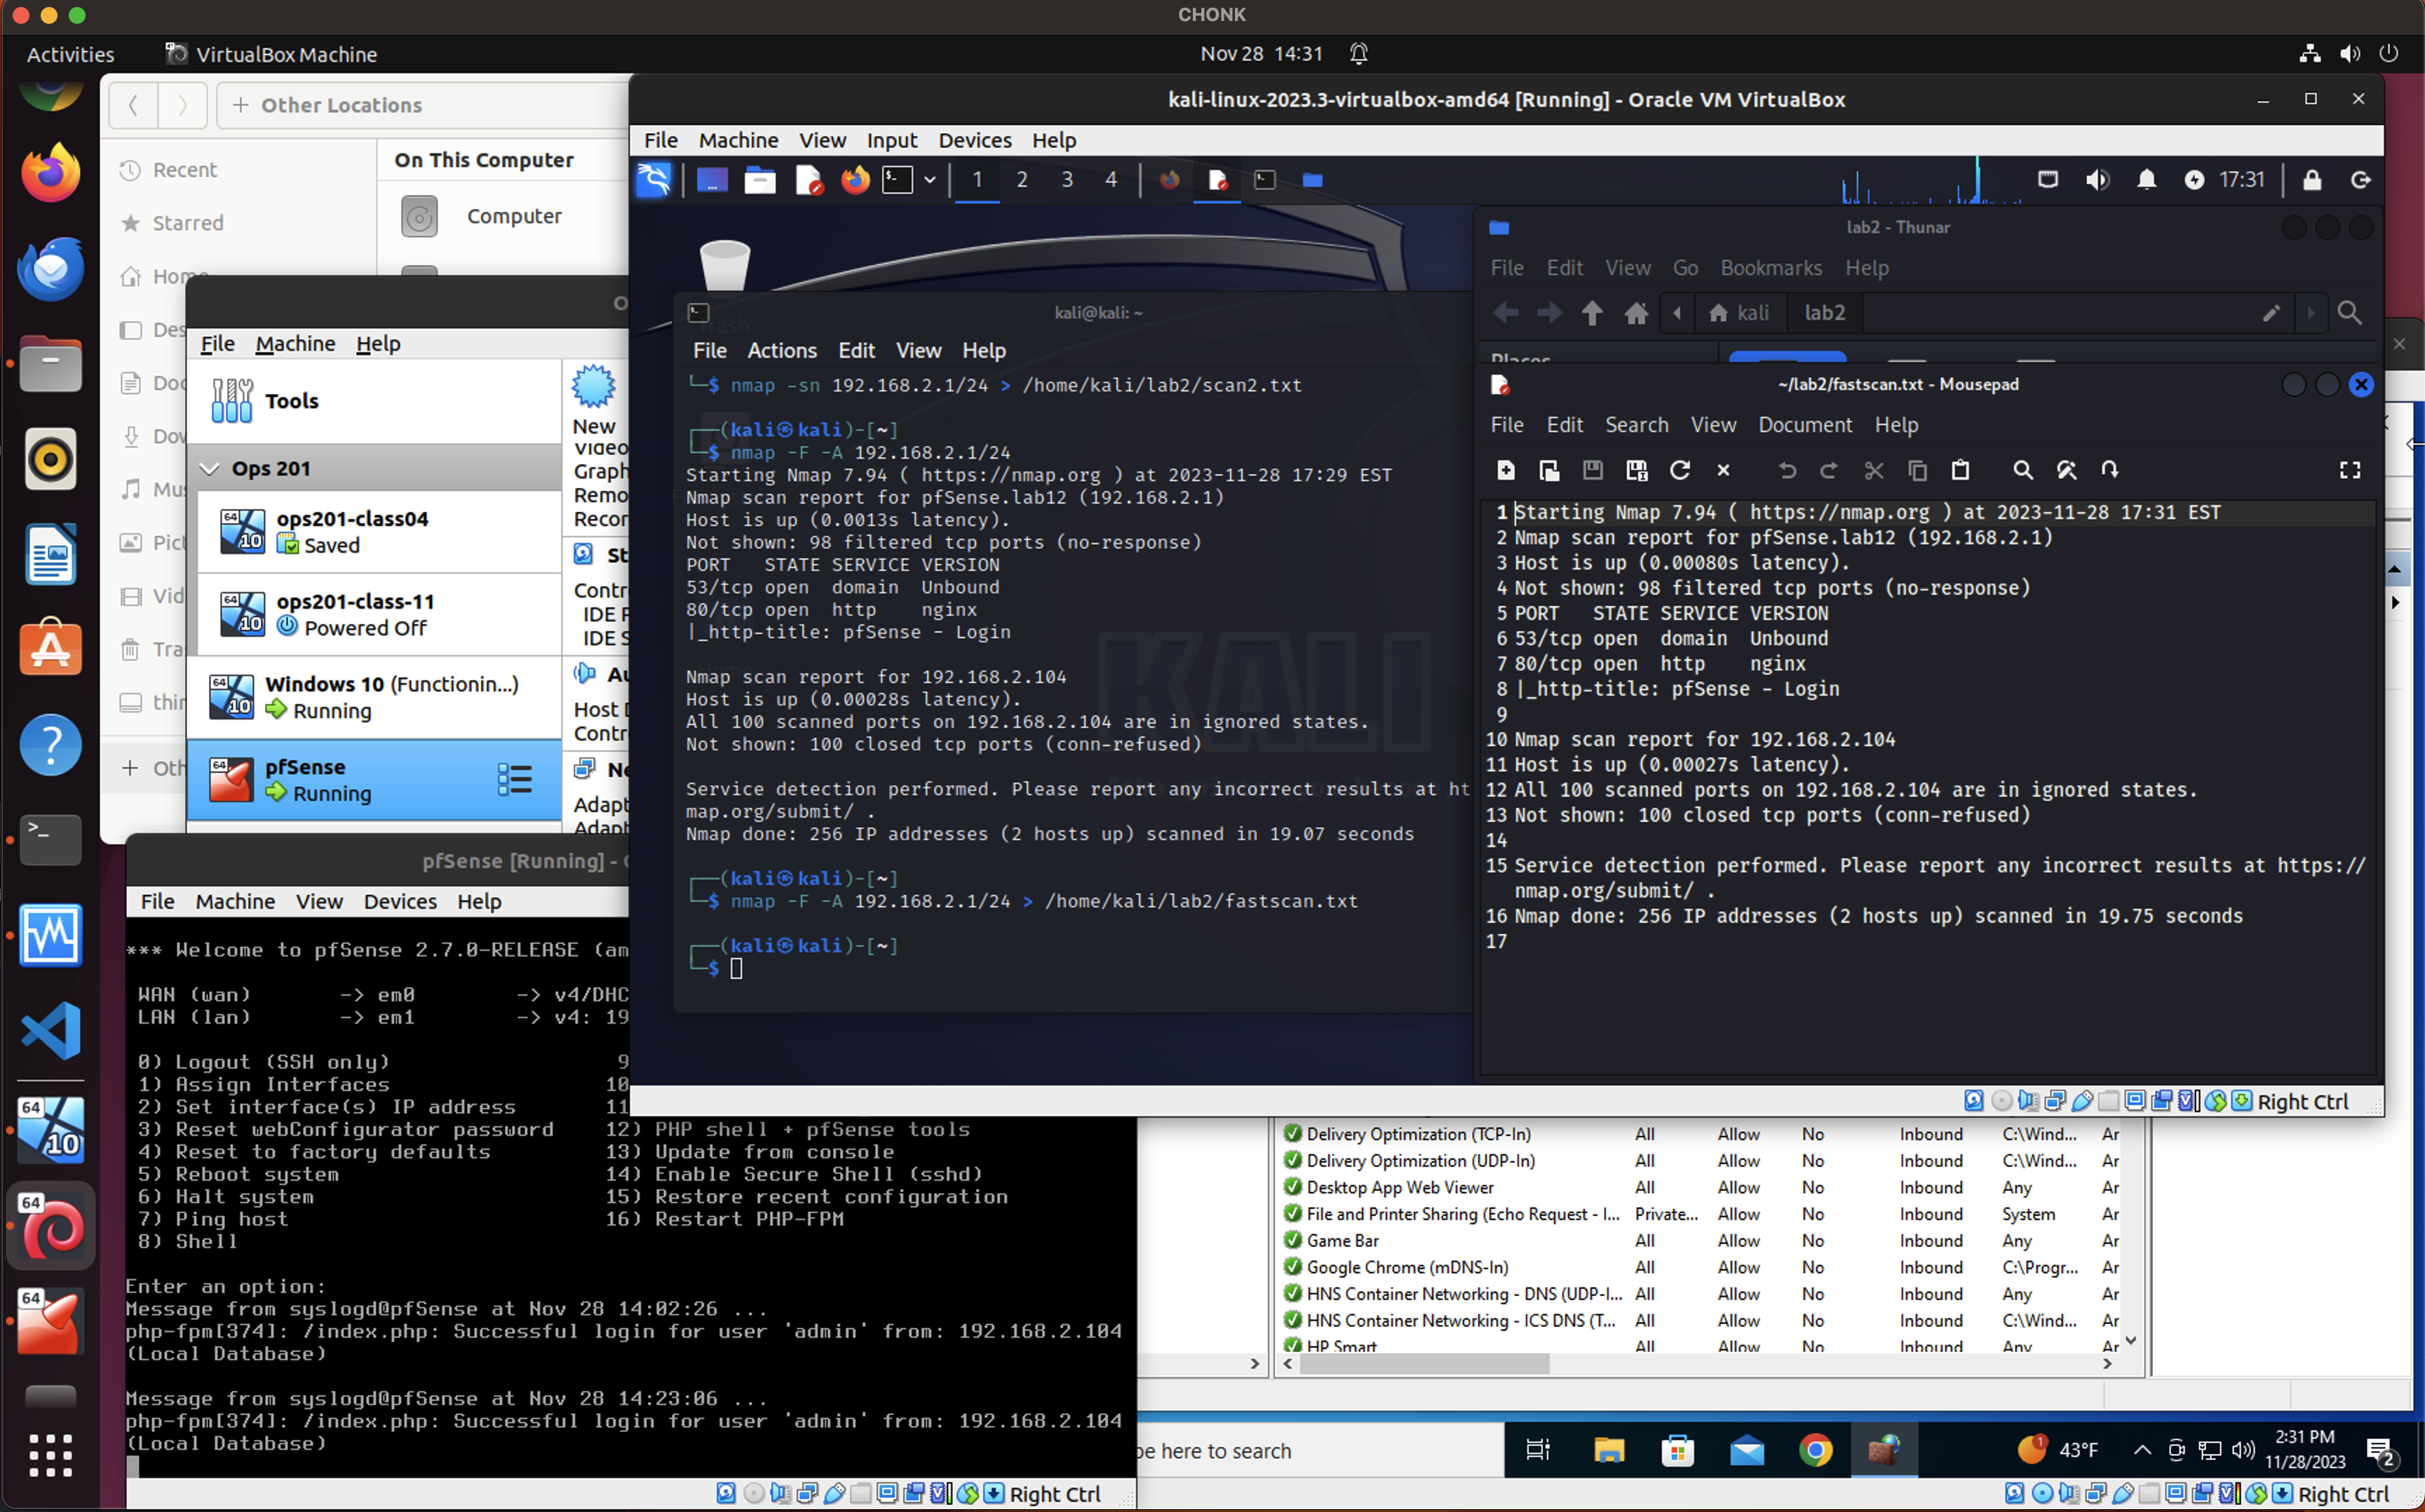 CHONK
Activities
VirtualBox Machine
Nov 28 14:31
Other Locations
Recent
Starred
On This Computer
Computer
File Machine Help
Tools
Ops 201
ops201-class04
Saved
ops201-class-11
Powered Off
Windows 10 (Functionin...)
Running
pfSense
Running
New
kali-linux-2023.3-virtualbox-amd64 [Running] - Oracle VM VirtualBox
File Machine View Input Devices Help
1 2 3 4
17:31
kali@kali: ~
File Actions Edit View Help
└─$ nmap -sn 192.168.2.1/24 > /home/kali/lab2/scan2.txt
┌──(kali㉿kali)-[~]
└─$ nmap -F -A 192.168.2.1/24
Starting Nmap 7.94 ( https://nmap.org ) at 2023-11-28 17:29 EST
Nmap scan report for pfSense.lab12 (192.168.2.1)
Host is up (0.0013s latency).
Not shown: 98 filtered tcp ports (no-response)
PORT STATE SERVICE VERSION
53/tcp open domain Unbound
80/tcp open http nginx
|_http-title: pfSense - Login
Nmap scan report for 192.168.2.104
Host is up (0.00028s latency).
All 100 scanned ports on 192.168.2.104 are in ignored states.
Not shown: 100 closed tcp ports (conn-refused)
Service detection performed. Please report any incorrect results at ht
map.org/submit/ .
Nmap done: 256 IP addresses (2 hosts up) scanned in 19.07 seconds
┌──(kali㉿kali)-[~]
└─$ nmap -F -A 192.168.2.1/24 > /home/kali/lab2/fastscan.txt
┌──(kali㉿kali)-[~]
└─$
KALI
lab2 - Thunar
File Edit View Go Bookmarks Help
kali lab2
~/lab2/fastscan.txt - Mousepad
File Edit Search View Document Help
1 Starting Nmap 7.94 ( https://nmap.org ) at 2023-11-28 17:31 EST
2 Nmap scan report for pfSense.lab12 (192.168.2.1)
3 Host is up (0.00080s latency).
4 Not shown: 98 filtered tcp ports (no-response)
5 PORT STATE SERVICE VERSION
6 53/tcp open domain Unbound
7 80/tcp open http nginx
8 |_http-title: pfSense - Login
9
10 Nmap scan report for 192.168.2.104
11 Host is up (0.00027s latency).
12 All 100 scanned ports on 192.168.2.104 are in ignored states.
13 Not shown: 100 closed tcp ports (conn-refused)
14
15 Service detection performed. Please report any incorrect results at https://
nmap.org/submit/ .
16 Nmap done: 256 IP addresses (2 hosts up) scanned in 19.75 seconds
17
Right Ctrl
pfSense [Running] -
File Machine View Devices Help
*** Welcome to pfSense 2.7.0-RELEASE (am
WAN (wan) -> em0 -> v4/DHC
LAN (lan) -> em1 -> v4: 19
0) Logout (SSH only) 9
1) Assign Interfaces 10
2) Set interface(s) IP address 11
3) Reset webConfigurator password 12) PHP shell + pfSense tools
4) Reset to factory defaults 13) Update from console
5) Reboot system 14) Enable Secure Shell (sshd)
6) Halt system 15) Restore recent configuration
7) Ping host 16) Restart PHP-FPM
8) Shell
Enter an option:
Message from syslogd@pfSense at Nov 28 14:02:26 ...
php-fpm[374]: /index.php: Successful login for user 'admin' from: 192.168.2.104
(Local Database)
Message from syslogd@pfSense at Nov 28 14:23:06 ...
php-fpm[374]: /index.php: Successful login for user 'admin' from: 192.168.2.104
(Local Database)
Right Ctrl
Delivery Optimization (TCP-In) All Allow No Inbound C:\Wind... Ar
Delivery Optimization (UDP-In) All Allow No Inbound C:\Wind... Ar
Desktop App Web Viewer All Allow No Inbound Any Ar
File and Printer Sharing (Echo Request - I... Private... Allow No Inbound System Ar
Game Bar All Allow No Inbound Any Ar
Google Chrome (mDNS-In) All Allow No Inbound C:\Progr... Ar
HNS Container Networking - DNS (UDP-I... All Allow No Inbound Any Ar
HNS Container Networking - ICS DNS (T... All Allow No Inbound C:\Wind... Ar
HP Smart All Allow No Inbound Any Ar
pe here to search
43°F
2:31 PM
11/28/2023
2
Right Ctrl